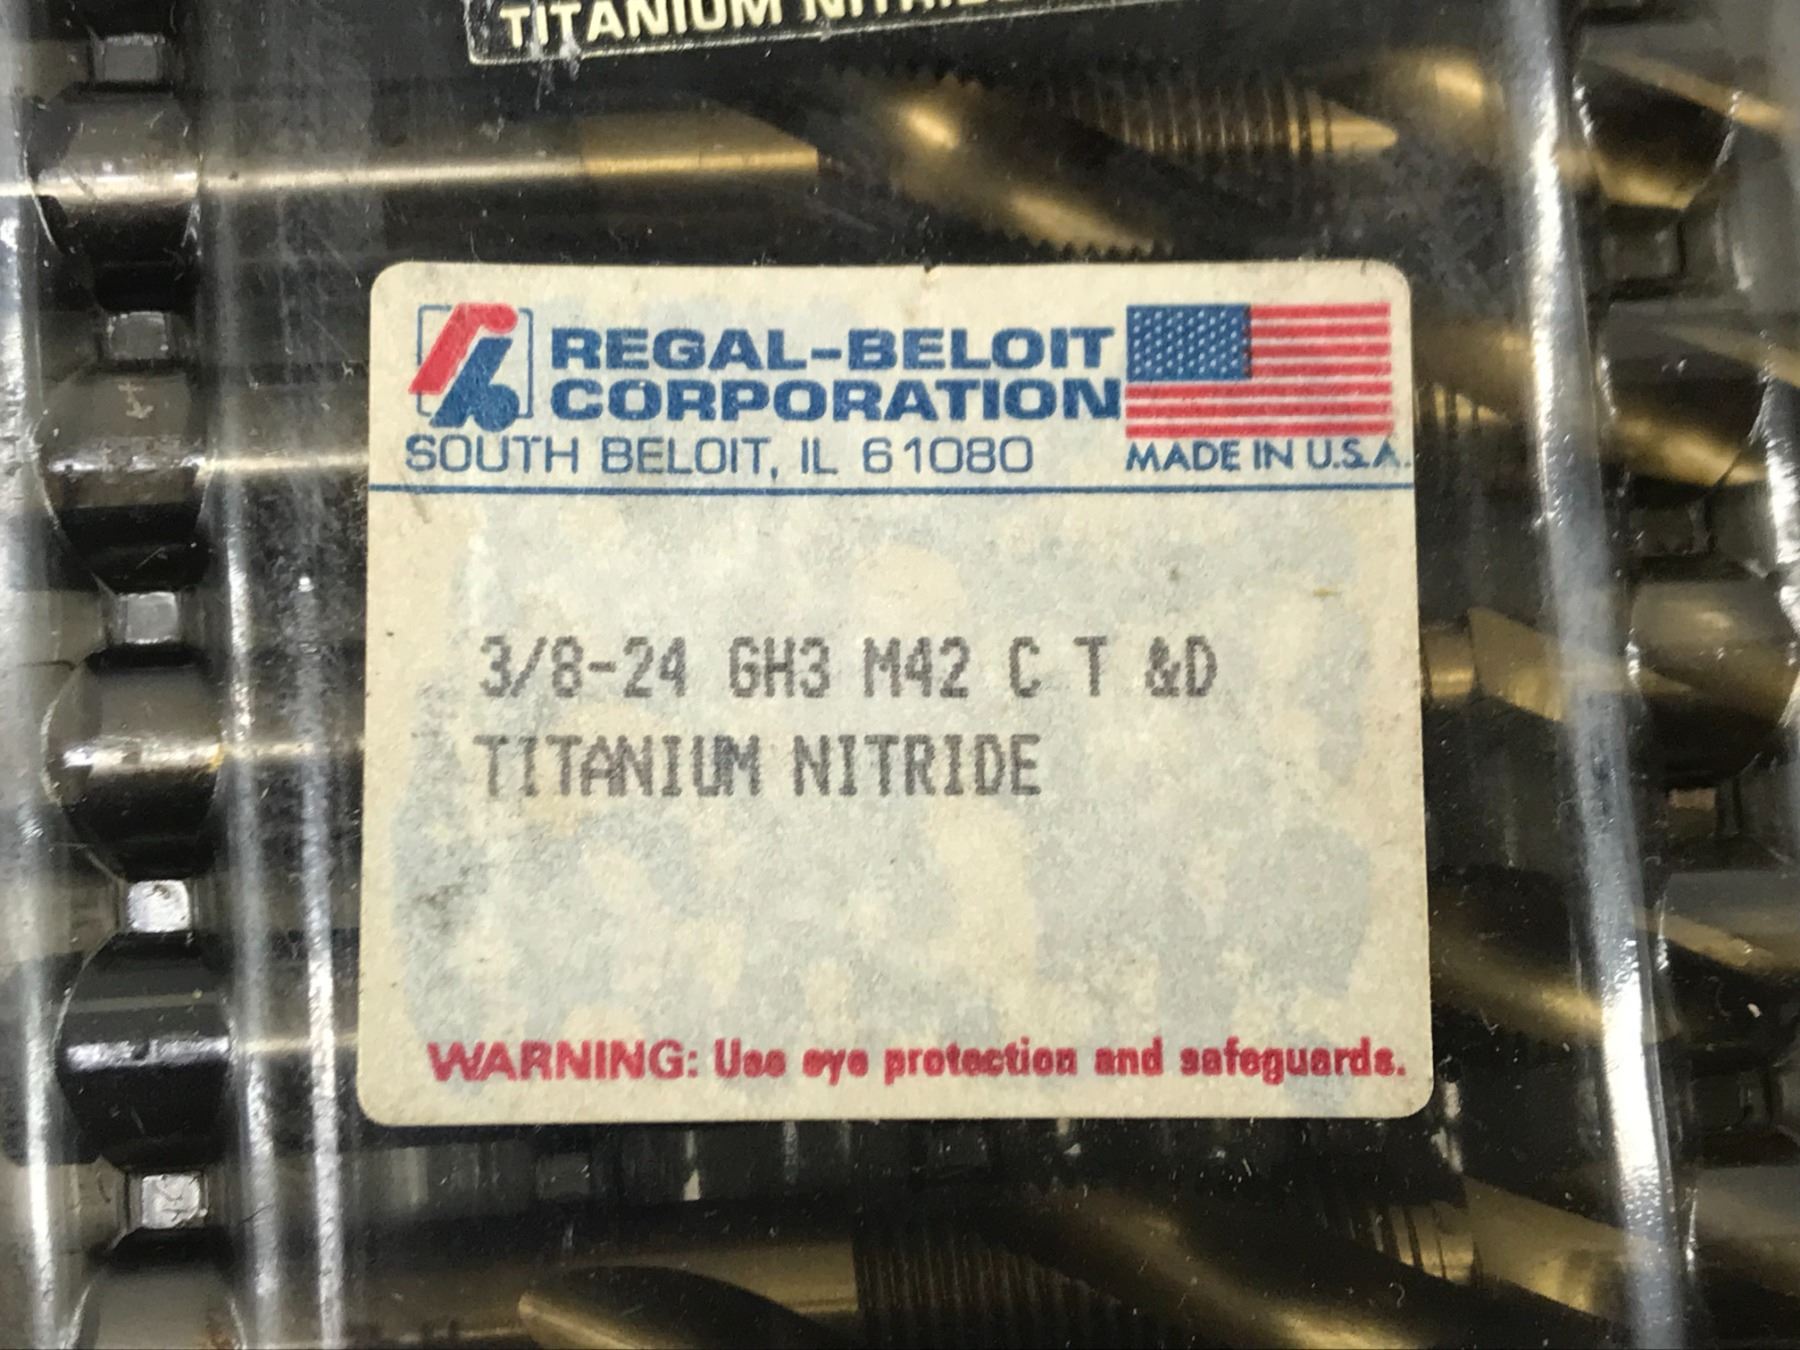 TITANIUM
REGAL-BELOIT
CORPORATION
SOUTH BELOIT, IL 61080
MADE IN U.S.A.
3/8-24 GH3 M42 C T &D
TITANIUM NITRIDE
WARNING: Use eye protection and safeguards.